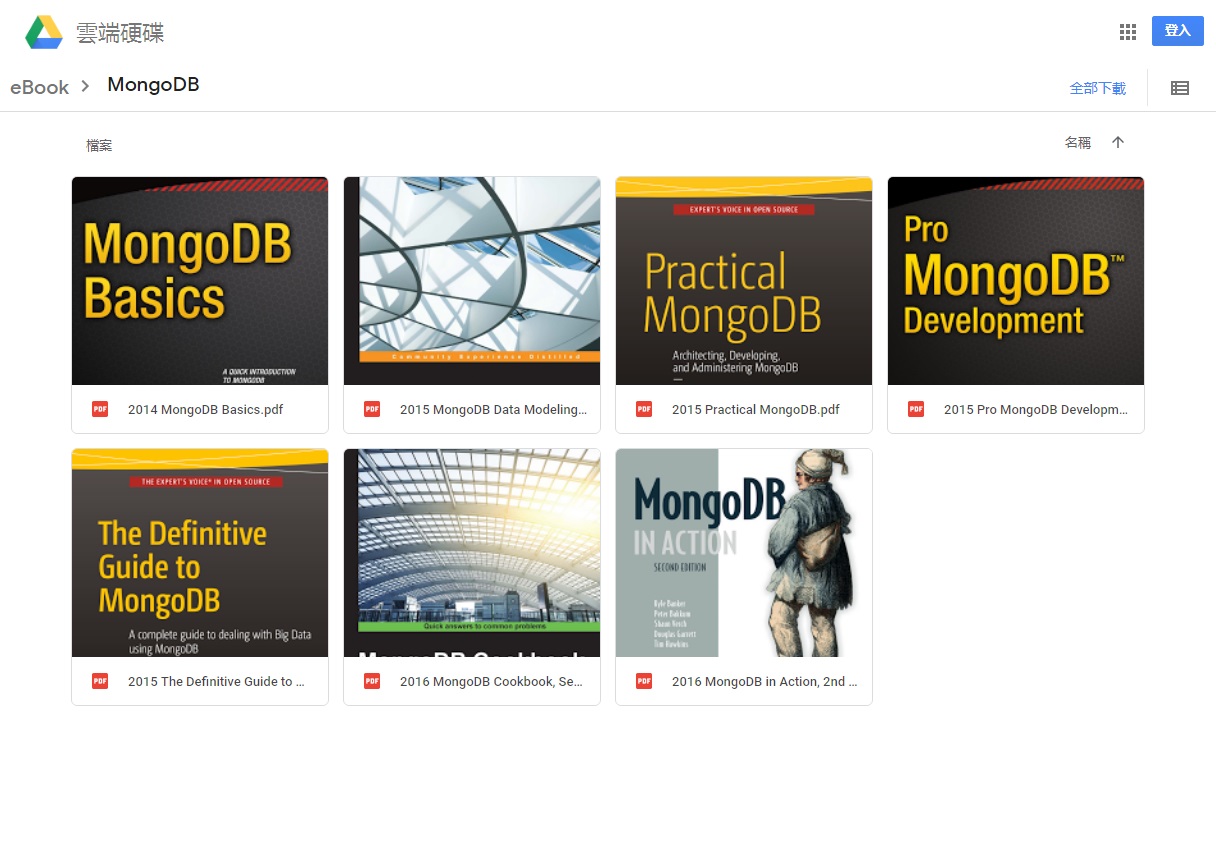 雲端硬碟
登入
eBook
MongoDB
全部下載
檔案
名稱
MongoDB
Basics
A QUICK INTRODUCTION
TO MONGODB
2014 MongoDB Basics.pdf
Community Experience Distilled
2015 MongoDB Data Modeling...
EXPERT'S VOICE IN OPEN SOURCE
Practical
MongoDB
Architecting, Developing,
and Administering MongoDB
2015 Practical MongoDB.pdf
Pro
MongoDB™
Development
2015 Pro MongoDB Developm...
THE EXPERT'S VOICE® IN OPEN SOURCE
The Definitive
Guide to
MongoDB
A complete guide to dealing with Big Data
using MongoDB
2015 The Definitive Guide to ...
Quick answers to common problems
MongoDB Cookbook
2016 MongoDB Cookbook, Se...
MongoDB
IN ACTION
SECOND EDITION
Kyle Banker
Peter Bakkum
Shaun Verch
Douglas Garrett
Tim Hawkins
2016 MongoDB in Action, 2nd ...
PDF
PDF
PDF
PDF
PDF
PDF
PDF